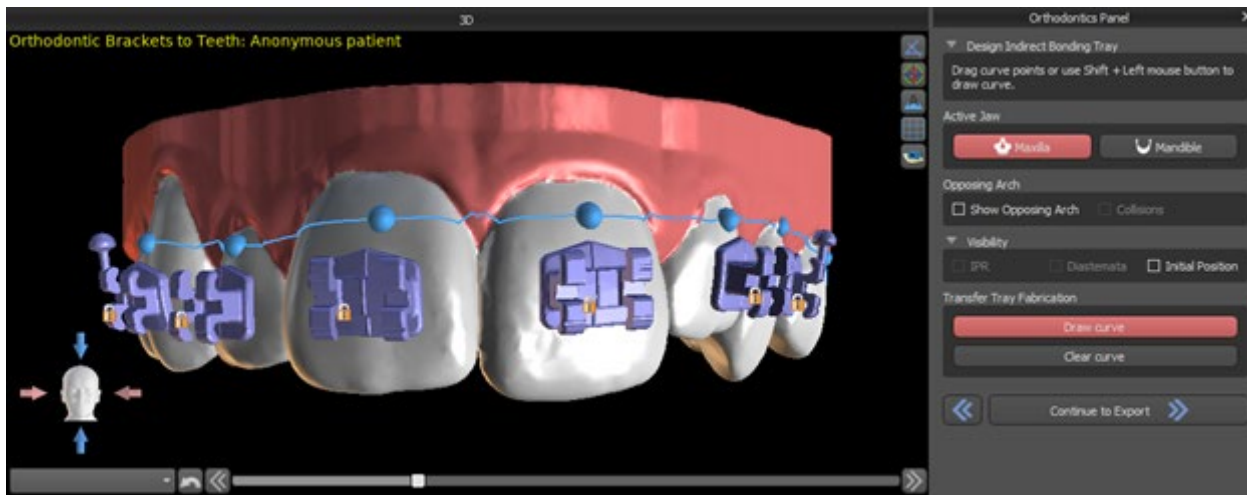 3D
Orthodontic Brackets to Teeth: Anonymous patient
Orthodontics Panel
Design Indirect Bonding Tray
Drag curve points or use Shift + Left mouse button to
draw curve.
Active Jaw
Maxilla
Mandible
Opposing Arch
Show Opposing Arch
Collisions
Visibility
IPR
Diastemata
Initial Position
Transfer Tray Fabrication
Draw curve
Clear curve
Continue to Export